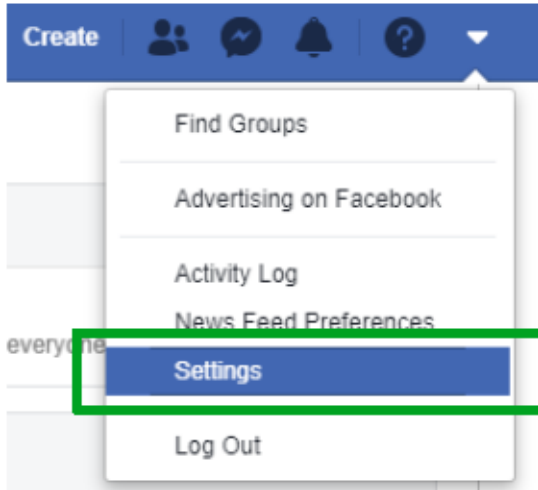 Create
Find Groups
Advertising on Facebook
Activity Log
News Feed Preferences
everyone
Settings
Log Out